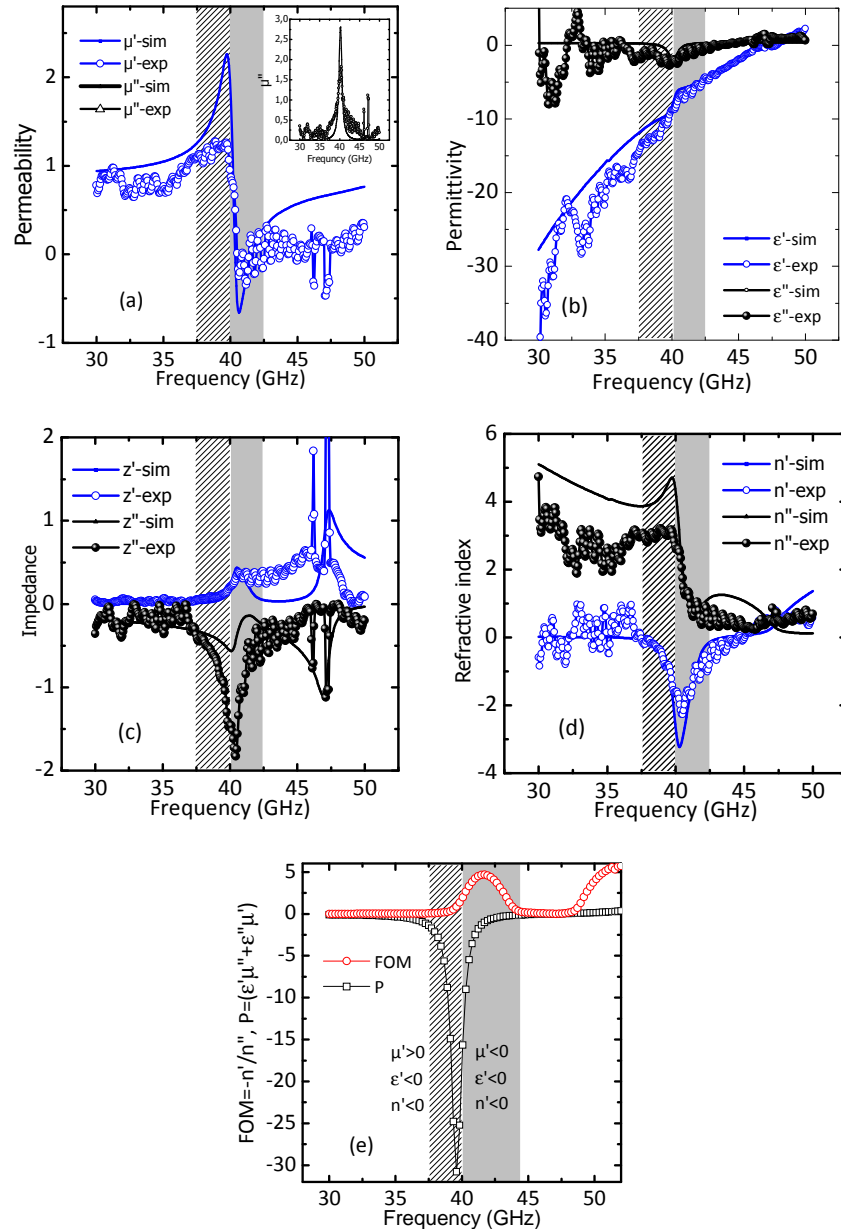 2
1
0
-1
30 35 40 45 50
Permeability
Frequency (GHz)
μ'-sim
μ'-exp
μ"-sim
μ"-exp
(a)
3,0
2,5
2,0
1,5
1,0
0,5
0,0
30 35 40 45 50
μ"
Frequency (GHz)
0
-10
-20
-30
-40
30 35 40 45 50
Permittivity
Frequency (GHz)
ε'-sim
ε'-exp
ε"-sim
ε"-exp
(b)
2
1
0
-1
-2
30 35 40 45 50
Impedance
Frequency (GHz)
z'-sim
z'-exp
z"-sim
z"-exp
(c)
6
4
2
0
-2
-4
30 35 40 45 50
Refractive index
Frequency (GHz)
n'-sim
n'-exp
n"-sim
n"-exp
(d)
5
0
-5
-10
-15
-20
-25
-30
30 35 40 45 50
FOM=-n'/n", P=(ε'μ"+ε"μ')
Frequency (GHz)
FOM
P
μ'>0
ε'<0
n'<0
μ'<0
ε'<0
n'<0
(e)